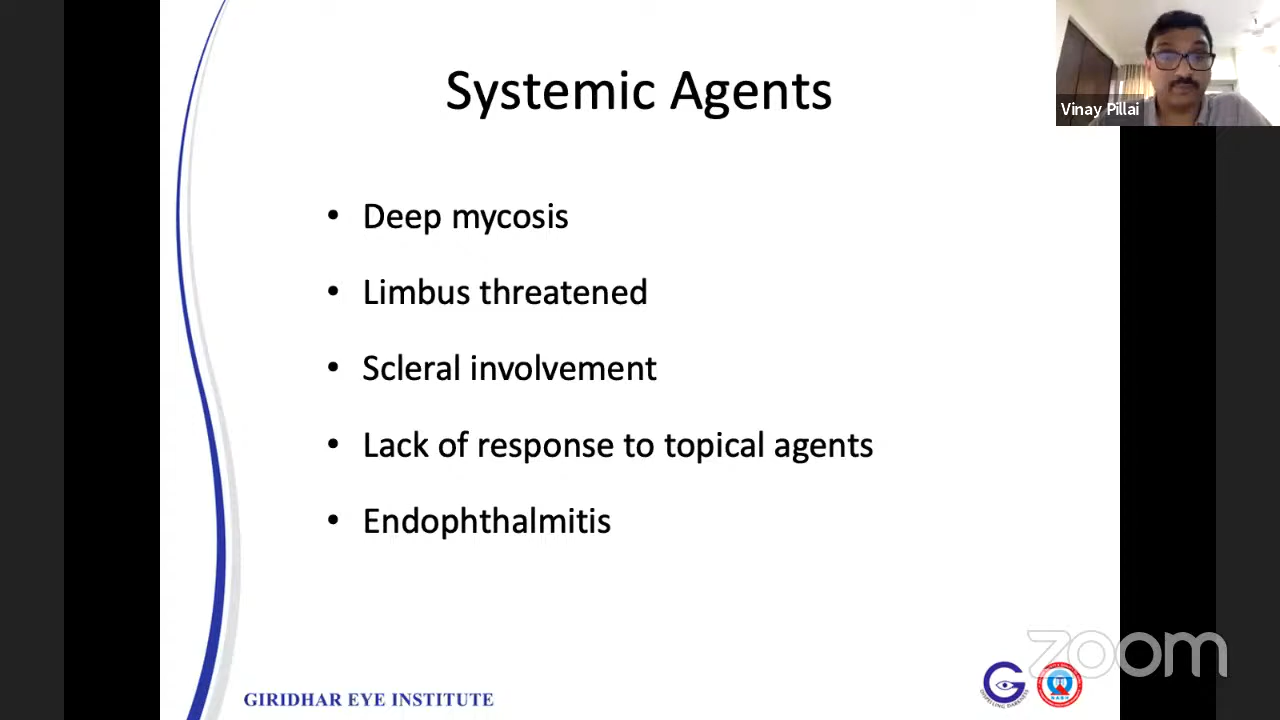 Systemic Agents
Vinay Pillai
• Deep mycosis
• Limbus threatened
• Scleral involvement
• Lack of response to topical agents
• Endophthalmitis
zoom
GIRIDHAR EYE INSTITUTE